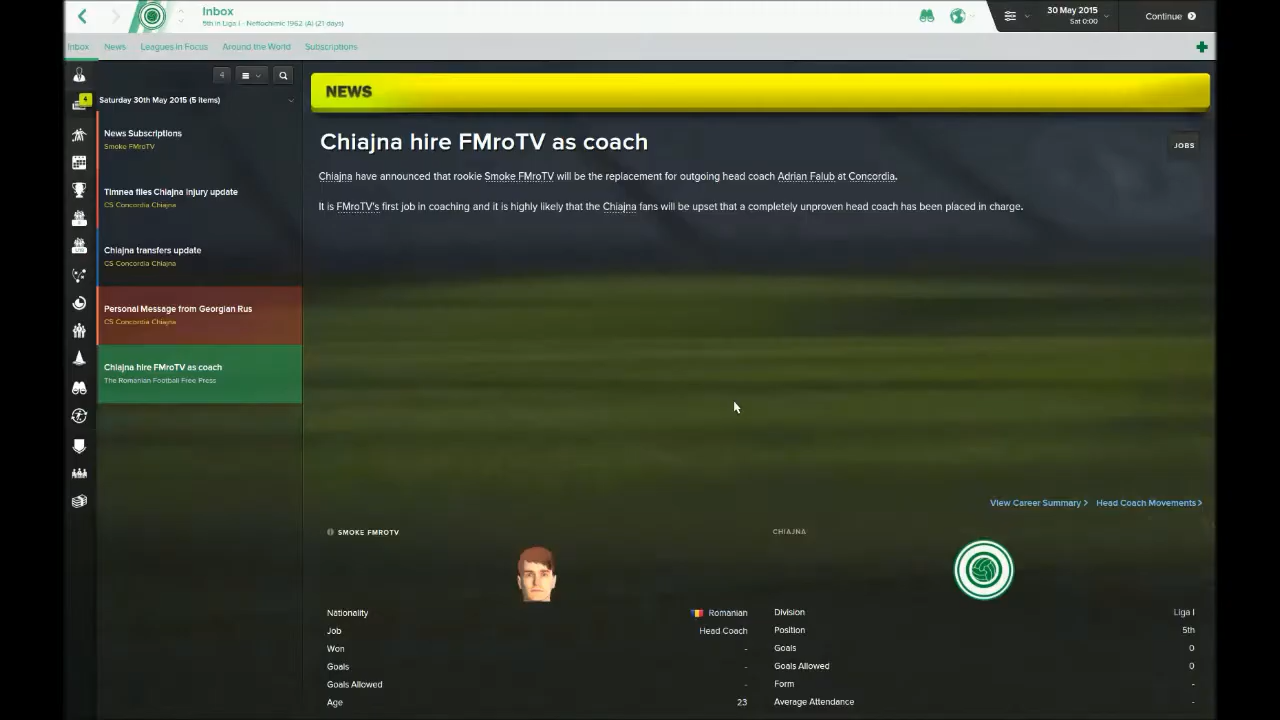 Inbox
5th in Liga I - Neftochimic 1962 (A) (21 days)
30 May 2015
Sat 0:00
Continue
Inbox News Leagues in Focus Around the World Subscriptions
4
4
Saturday 30th May 2015 (5 items)
News Subscriptions
Smoke FMroTV
Timnea files Chiajna injury update
CS Concordia Chiajna
Chiajna transfers update
CS Concordia Chiajna
Personal Message from Georgian Rus
CS Concordia Chiajna
Chiajna hire FMroTV as coach
The Romanian Football Free Press
NEWS
Chiajna hire FMroTV as coach
JOBS
Chiajna have announced that rookie Smoke FMroTV will be the replacement for outgoing head coach Adrian Falub at Concordia.
It is FMroTV's first job in coaching and it is highly likely that the Chiajna fans will be upset that a completely unproven head coach has been placed in charge.
View Career Summary > Head Coach Movements >
SMOKE FMROTV
Nationality Romanian
Job Head Coach
Won -
Goals -
Goals Allowed -
Age 23
CHIAJNA
Division Liga I
Position 5th
Goals 0
Goals Allowed 0
Form -
Average Attendance -